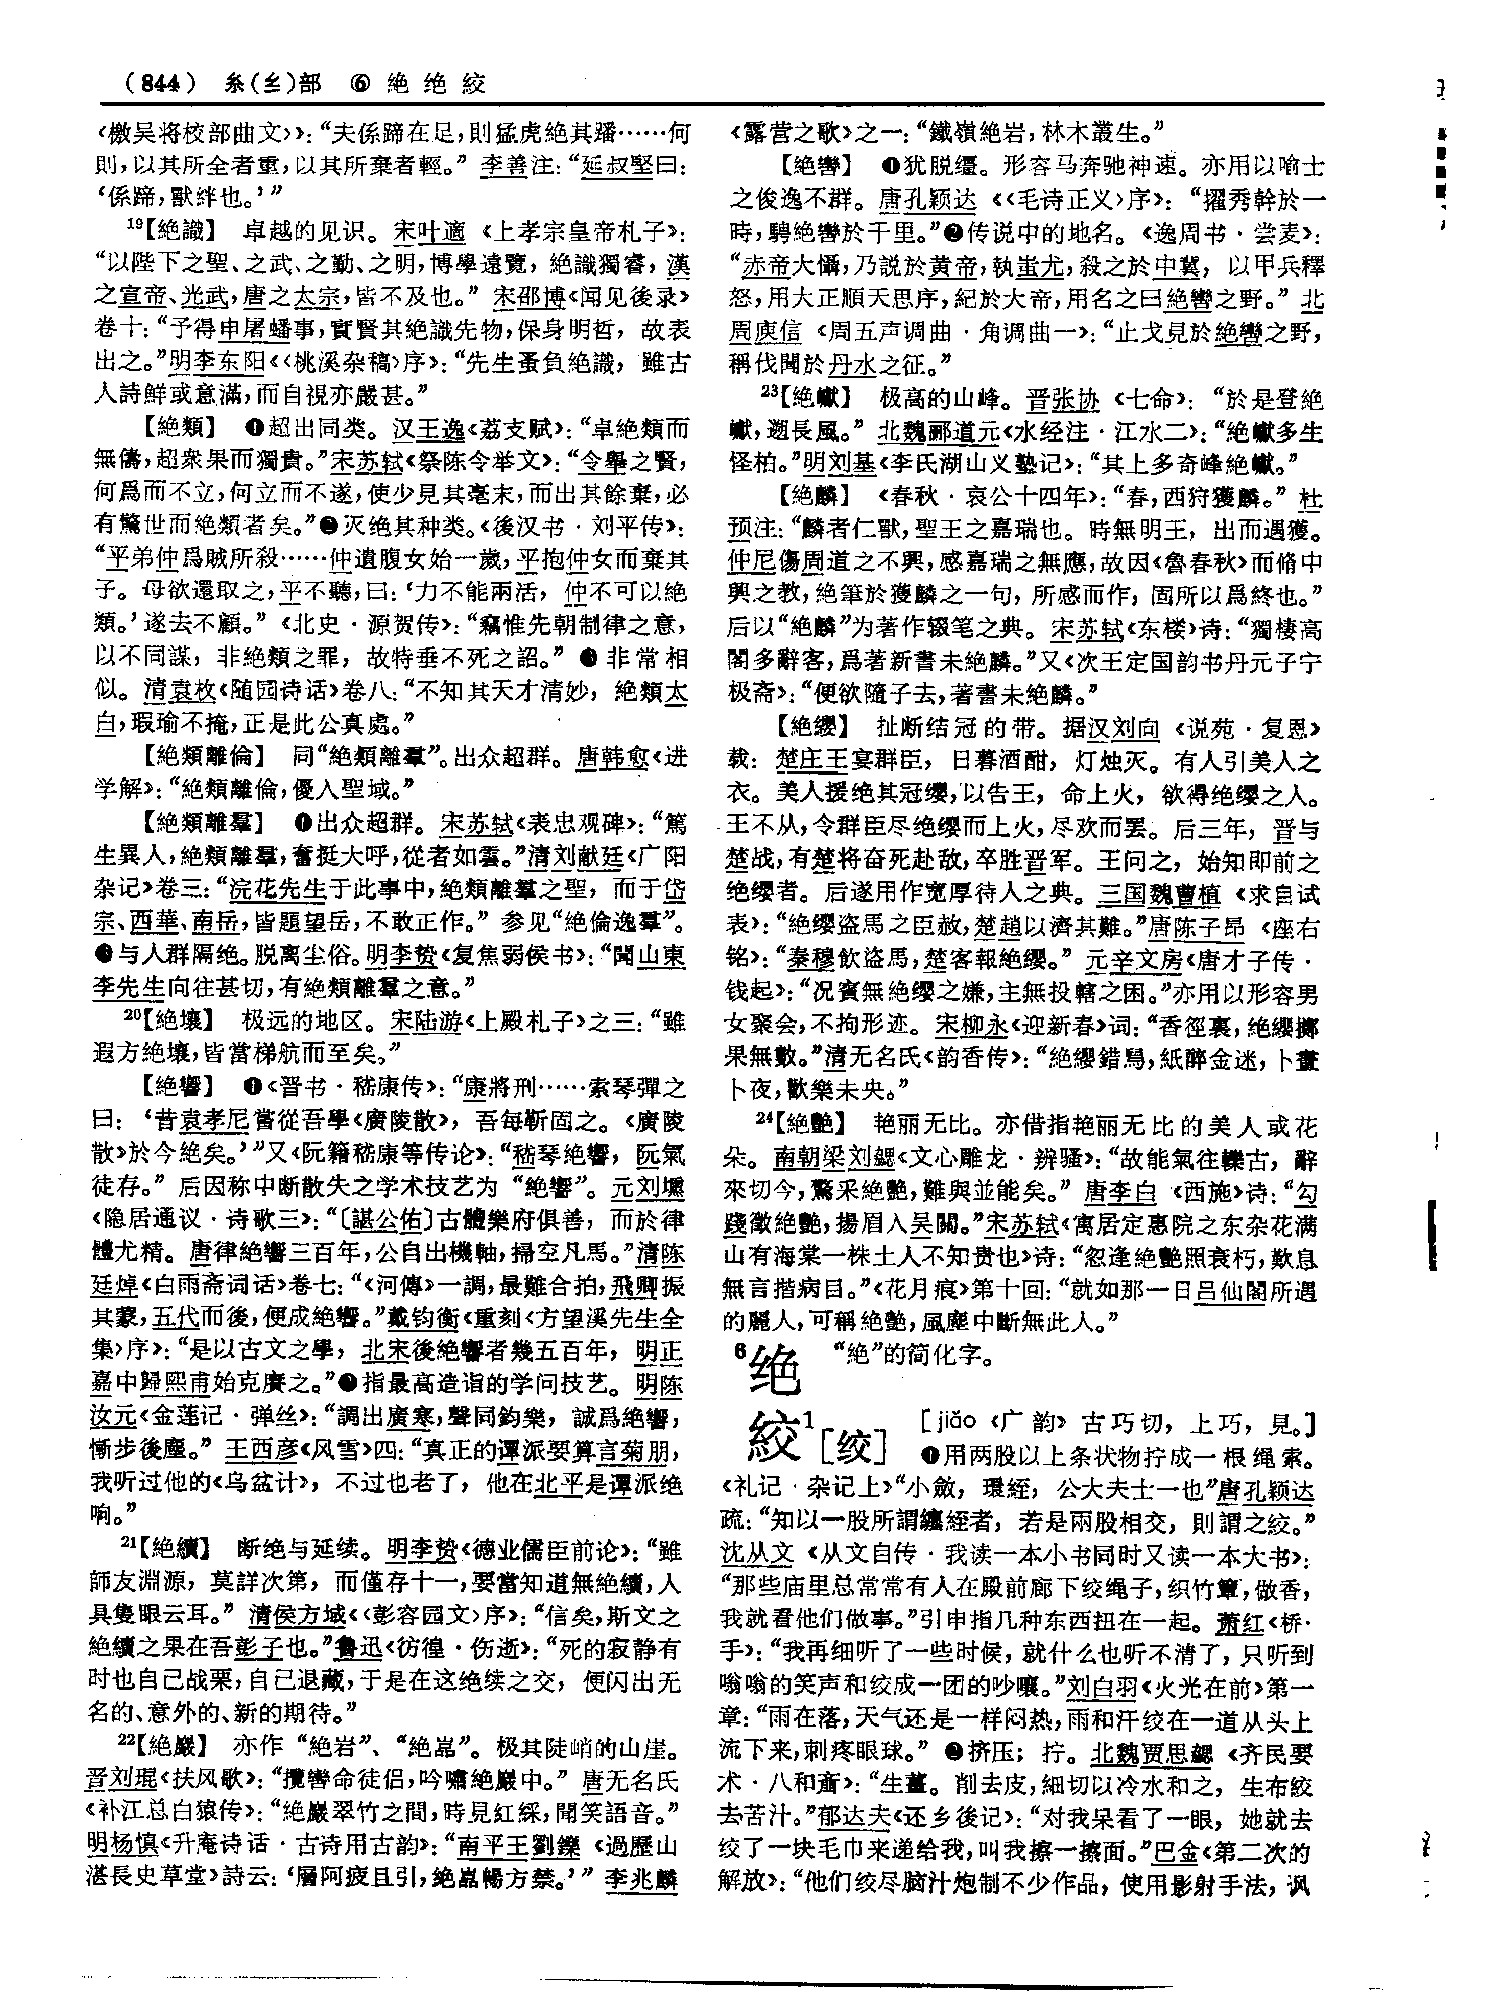 （844） 糸（纟）部 ⑥ 絶 绝 絞
《檄吴将校部曲文》》：“夫係蹄在足，則猛虎絶其蹯……何
則，以其所全者重，以其所棄者輕。” 李善注：“延叔堅曰：
‘係蹄，獸绊也。’”
19【絶識】 卓越的见识。宋叶適《上孝宗皇帝札子》：
“以陛下之聖、之武、之勤、之明，博學遠覽，絶識獨睿，漢
之宣帝、光武，唐之太宗，皆不及也。” 宋邵博《闻见後录》
卷十：“予得申屠蟠事，實賢其絶識先物，保身明哲，故表
出之。”明李东阳《〈桃溪杂稿〉序》：“先生蚤負絶識，雖古
人詩鮮或意滿，而自視亦嚴甚。”
【絶類】 ❶超出同类。汉王逸《荔支赋》：“卓絶類而
無儔，超衆果而獨貴。”宋苏轼《祭陈令举文》：“令舉之賢，
何爲而不立，何立而不遂，使少見其毫末，而出其餘棄，必
有驚世而絶類者矣。”❷灭绝其种类。《後汉书·刘平传》：
“平弟仲爲賊所殺……仲遺腹女始一歲，平抱仲女而棄其
子。母欲還取之，平不聽，曰：‘力不能兩活，仲不可以絶
類。’遂去不顧。”《北史·源贺传》：“竊惟先朝制律之意，
以不同謀，非絶類之罪，故特垂不死之詔。”❸非常相
似。清袁枚《随园诗话》卷八：“不知其天才清妙，絶類太
白，瑕瑜不掩，正是此公真處。”
【絶類離倫】 同“絶類離羣”。出众超群。唐韩愈《进
学解》：“絶類離倫，優入聖域。”
【絶類離羣】 ❶出众超群。宋苏轼《表忠观碑》：“篤
生異人，絶類離羣，奮挺大呼，從者如雲。”清刘献廷《广阳
杂记》卷三：“浣花先生于此事中，絶類離羣之聖，而于岱
宗、西華、南岳，皆題望岳，不敢正作。” 参见“絶倫逸羣”。
❷与人群隔绝。脱离尘俗。明李贽《复焦弱侯书》：“聞山東
李先生向往甚切，有絶類離羣之意。”
20【絶壤】 极远的地区。宋陆游《上殿札子》之三：“雖
遐方絶壤，皆當梯航而至矣。”
【絶響】 ❶《晋书·嵇康传》：“康將刑……索琴彈之
曰：‘昔袁孝尼嘗從吾學《廣陵散》，吾每靳固之。《廣陵
散》於今絶矣。’”又《阮籍嵇康等传论》：“嵇琴絶響，阮氣
徒存。” 后因称中断散失之学术技艺为“絶響”。元刘壎
《隐居通议·诗歌三》：“〔諶公佑〕古體樂府俱善，而於律
體尤精。唐律絶響三百年，公自出機軸，掃空凡馬。”清陈
廷焯《白雨斋词话》卷七：“《河傳》一調，最難合拍，飛卿振
其蒙，五代而後，便成絶響。”戴钧衡《重刻〈方望溪先生全
集〉序》：“是以古文之學，北宋後絶響者幾五百年，明正
嘉中歸熙甫始克賡之。”❷指最高造诣的学问技艺。明陈
汝元《金莲记·弹丝》：“調出廣寒，聲同鈞樂，誠爲絶響，
慚步後塵。” 王西彦《风雪》四：“真正的谭派要算言菊朋，
我听过他的《乌盆计》，不过也老了，他在北平是谭派绝
响。”
21【絶續】 断绝与延续。明李贽《德业儒臣前论》：“雖
師友淵源，莫詳次第，而僅存十一，要當知道無絶續，人
具隻眼云耳。” 清侯方域《〈彭容园文〉序》：“信矣，斯文之
絶續之果在吾彭子也。”鲁迅《彷徨·伤逝》：“死的寂静有
时也自己战栗，自己退藏，于是在这绝续之交，便闪出无
名的、意外的、新的期待。”
22【絶巖】 亦作“絶岩”、“絶嵓”。极其陡峭的山崖。
晋刘琨《扶风歌》：“攬轡命徒侣，吟嘯絶巖中。” 唐无名氏
《补江总白猿传》：“絶巖翠竹之間，時見紅綵，聞笑語音。”
明杨慎《升庵诗话·古诗用古韵》：“南平王劉鑠《過歷山
湛長史草堂》詩云：‘層阿疲且引，絶嵓暢方禁。’” 李兆麟
《露营之歌》之一：“鐵嶺絶岩，林木叢生。”
【絶轡】 ❶犹脱缰。形容马奔驰神速。亦用以喻士
之俊逸不群。唐孔颖达《〈毛诗正义〉序》：“擢秀幹於一
時，騁絶轡於千里。”❷传说中的地名。《逸周书·尝麦》：
“赤帝大懾，乃説於黄帝，執蚩尤，殺之於中冀，以甲兵釋
怒，用大正順天思序，紀於大帝，用名之曰絶轡之野。” 北
周庾信《周五声调曲·角调曲一》：“止戈見於絶轡之野，
稱伐聞於丹水之征。”
23【絶巘】 极高的山峰。晋张协《七命》：“於是登絶
巘，遡長風。” 北魏郦道元《水经注·江水二》：“絶巘多生
怪柏。”明刘基《李氏湖山义塾记》：“其上多奇峰絶巘。”
【絶麟】 《春秋·哀公十四年》：“春，西狩獲麟。” 杜
预注：“麟者仁獸，聖王之嘉瑞也。時無明王，出而遇獲。
仲尼傷周道之不興，感嘉瑞之無應，故因《魯春秋》而脩中
興之教，絶筆於獲麟之一句，所感而作，固所以爲終也。”
后以“絶麟”为著作辍笔之典。宋苏轼《东楼》诗：“獨棲高
閣多辭客，爲著新書未絶麟。”又《次王定国韵书丹元子宁
极斋》：“便欲隨子去，著書未絶麟。”
【絶纓】 扯断结冠的带。据汉刘向《说苑·复恩》
载：楚庄王宴群臣，日暮酒酣，灯烛灭。有人引美人之
衣。美人援绝其冠缨，以告王，命上火，欲得绝缨之人。
王不从，令群臣尽绝缨而上火，尽欢而罢。后三年，晋与
楚战，有楚将奋死赴敌，卒胜晋军。王问之，始知即前之
绝缨者。后遂用作宽厚待人之典。三国魏曹植《求自试
表》：“絶纓盗馬之臣赦，楚趙以濟其難。”唐陈子昂《座右
铭》：“秦穆飲盗馬，楚客報絶纓。” 元辛文房《唐才子传·
钱起》：“况賓無絶纓之嫌，主無投轄之困。”亦用以形容男
女聚会，不拘形迹。宋柳永《迎新春》词：“香徑裏，絶纓擲
果無數。”清无名氏《韵香传》：“絶纓錯舄，紙醉金迷，卜晝
卜夜，歡樂未央。”
24【絶艷】 艳丽无比。亦借指艳丽无比的美人或花
朵。南朝梁刘勰《文心雕龙·辨骚》：“故能氣往轢古，辭
來切今，驚采絶艷，難與並能矣。” 唐李白《西施》诗：“勾
踐徵絶艷，揚眉入吴關。”宋苏轼《寓居定惠院之东杂花满
山有海棠一株土人不知贵也》诗：“忽逢絶艷照衰朽，歎息
無言揩病目。”《花月痕》第十回：“就如那一日吕仙閣所遇
的麗人，可稱絶艷，風塵中斷無此人。”
6绝 “絶”的简化字。
絞1［绞］ ［jiǎo《广韵》古巧切，上巧，見。］
❶用两股以上条状物拧成一根绳索。
《礼记·杂记上》“小斂，環絰，公大夫士一也”唐孔颖达
疏：“知以一股所謂纏絰者，若是兩股相交，則謂之絞。”
沈从文《从文自传·我读一本小书同时又读一本大书》：
“那些庙里总常常有人在殿前廊下绞绳子，织竹簟，做香，
我就看他们做事。”引申指几种东西扭在一起。萧红《桥·
手》：“我再细听了一些时候，就什么也听不清了，只听到
嗡嗡的笑声和绞成一团的吵嚷。”刘白羽《火光在前》第一
章：“雨在落，天气还是一样闷热，雨和汗绞在一道从头上
流下来，刺疼眼球。”❷挤压；拧。北魏贾思勰《齐民要
术·八和齑》：“生薑。削去皮，細切以冷水和之，生布絞
去苦汁。”郁达夫《还乡後记》：“对我呆看了一眼，她就去
绞了一块毛巾来递给我，叫我擦一擦面。”巴金《第二次的
解放》：“他们绞尽脑汁炮制不少作品，使用影射手法，讽